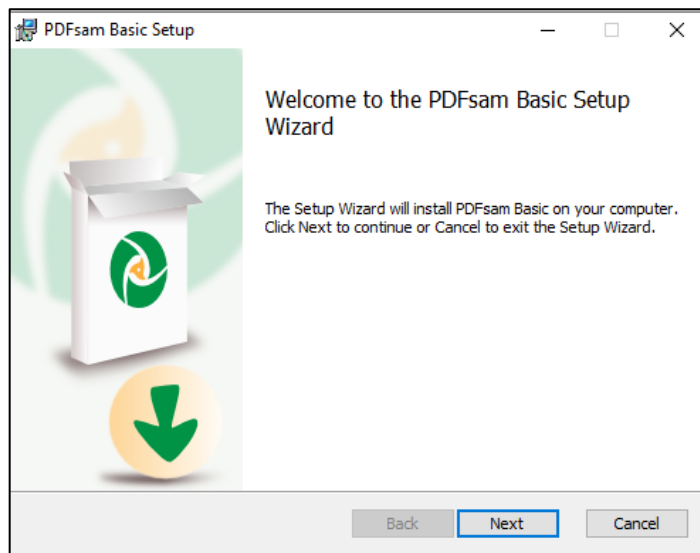 PDFsam Basic Setup
Welcome to the PDFsam Basic Setup
Wizard
The Setup Wizard will install PDFsam Basic on your computer.
Click Next to continue or Cancel to exit the Setup Wizard.
Back
Next
Cancel